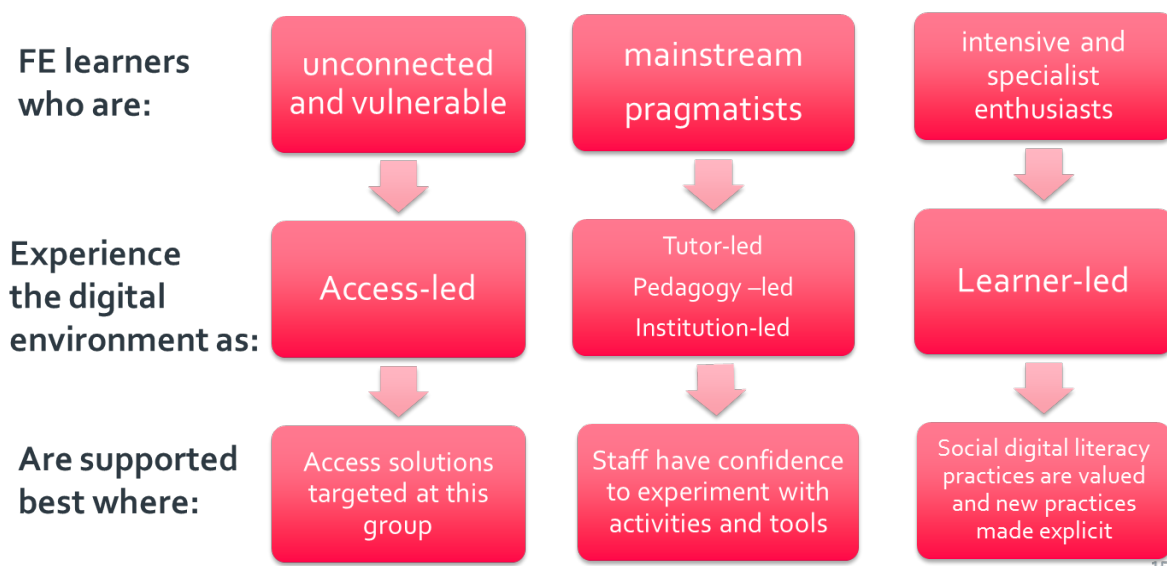 FE learners
who are:
unconnected
and vulnerable
mainstream
pragmatists
intensive and
specialist
enthusiasts
Experience
the digital
environment as:
Access-led
Tutor-led
Pedagogy –led
Institution-led
Learner-led
Are supported
best where:
Access solutions
targeted at this
group
Staff have confidence
to experiment with
activities and tools
Social digital literacy
practices are valued
and new practices
made explicit